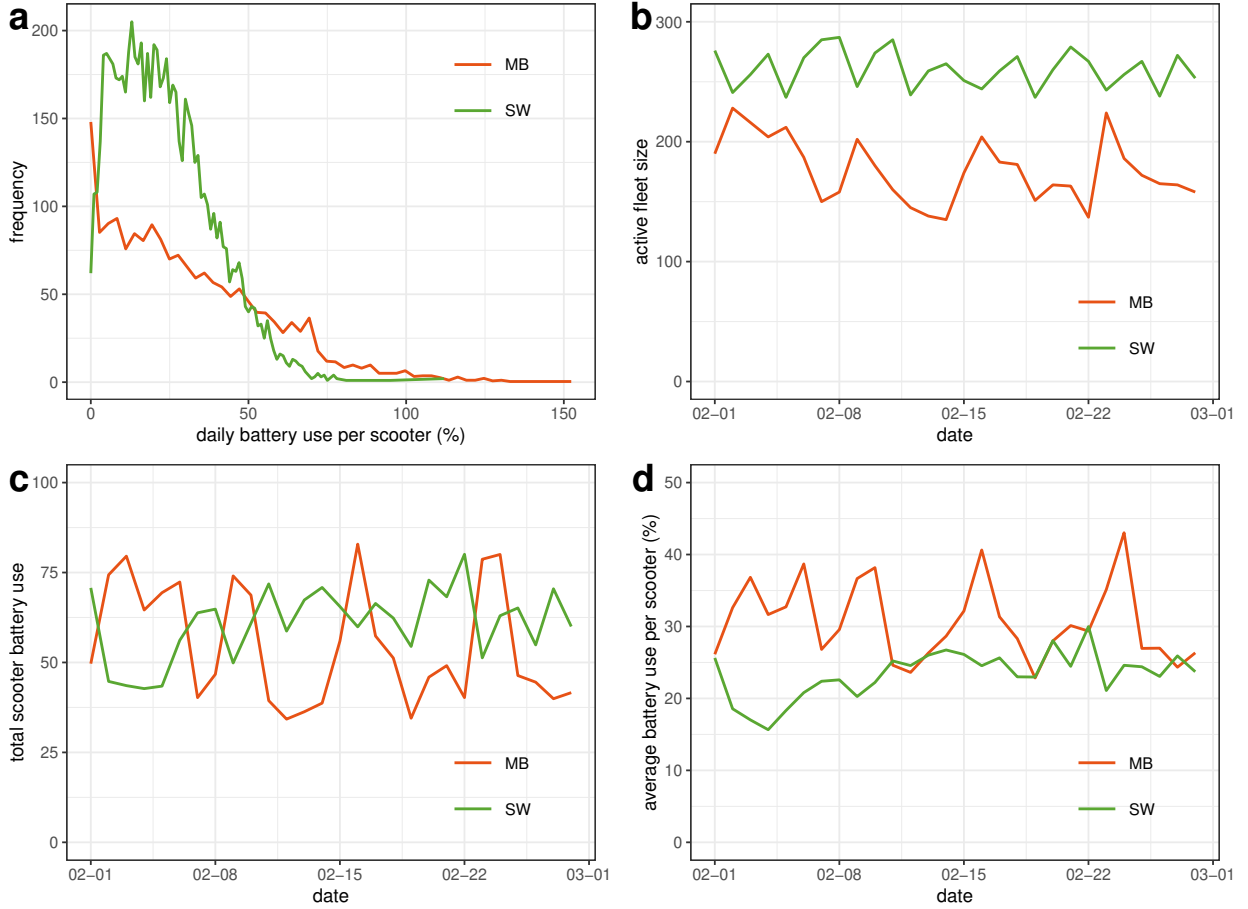 a
200
150
100
50
0
frequency
MB
SW
0 50 100 150
daily battery use per scooter (%)
b
300
200
100
0
active fleet size
MB
SW
02−01 02−08 02−15 02−22 03−01
date
c
100
75
50
25
0
total scooter battery use
MB
SW
02−01 02−08 02−15 02−22 03−01
date
d
50
40
30
20
10
0
average battery use per scooter (%)
MB
SW
02−01 02−08 02−15 02−22 03−01
date